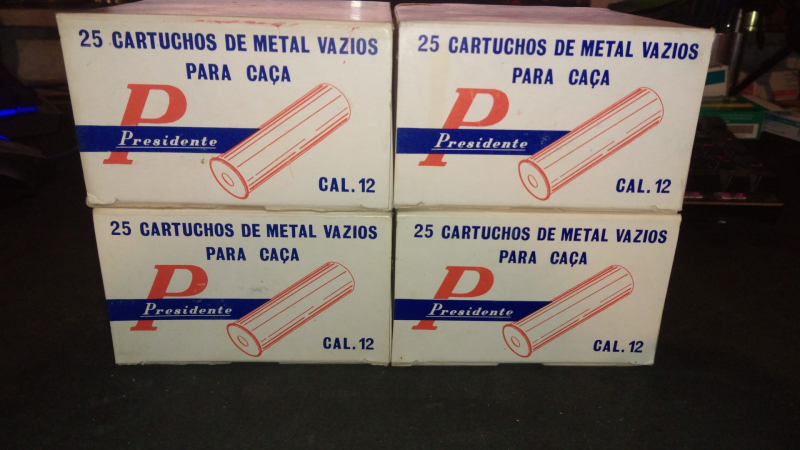 25 CARTUCHOS DE METAL VAZIOS
PARA CAÇA
P
Presidente
CAL. 12
25 CARTUCHOS DE METAL VAZIOS
PARA CAÇA
P
Presidente
CAL. 12
25 CARTUCHOS DE METAL VAZIOS
PARA CAÇA
P
Presidente
CAL. 12
25 CARTUCHOS DE METAL VAZIOS
PARA CAÇA
P
Presidente
CAL. 12